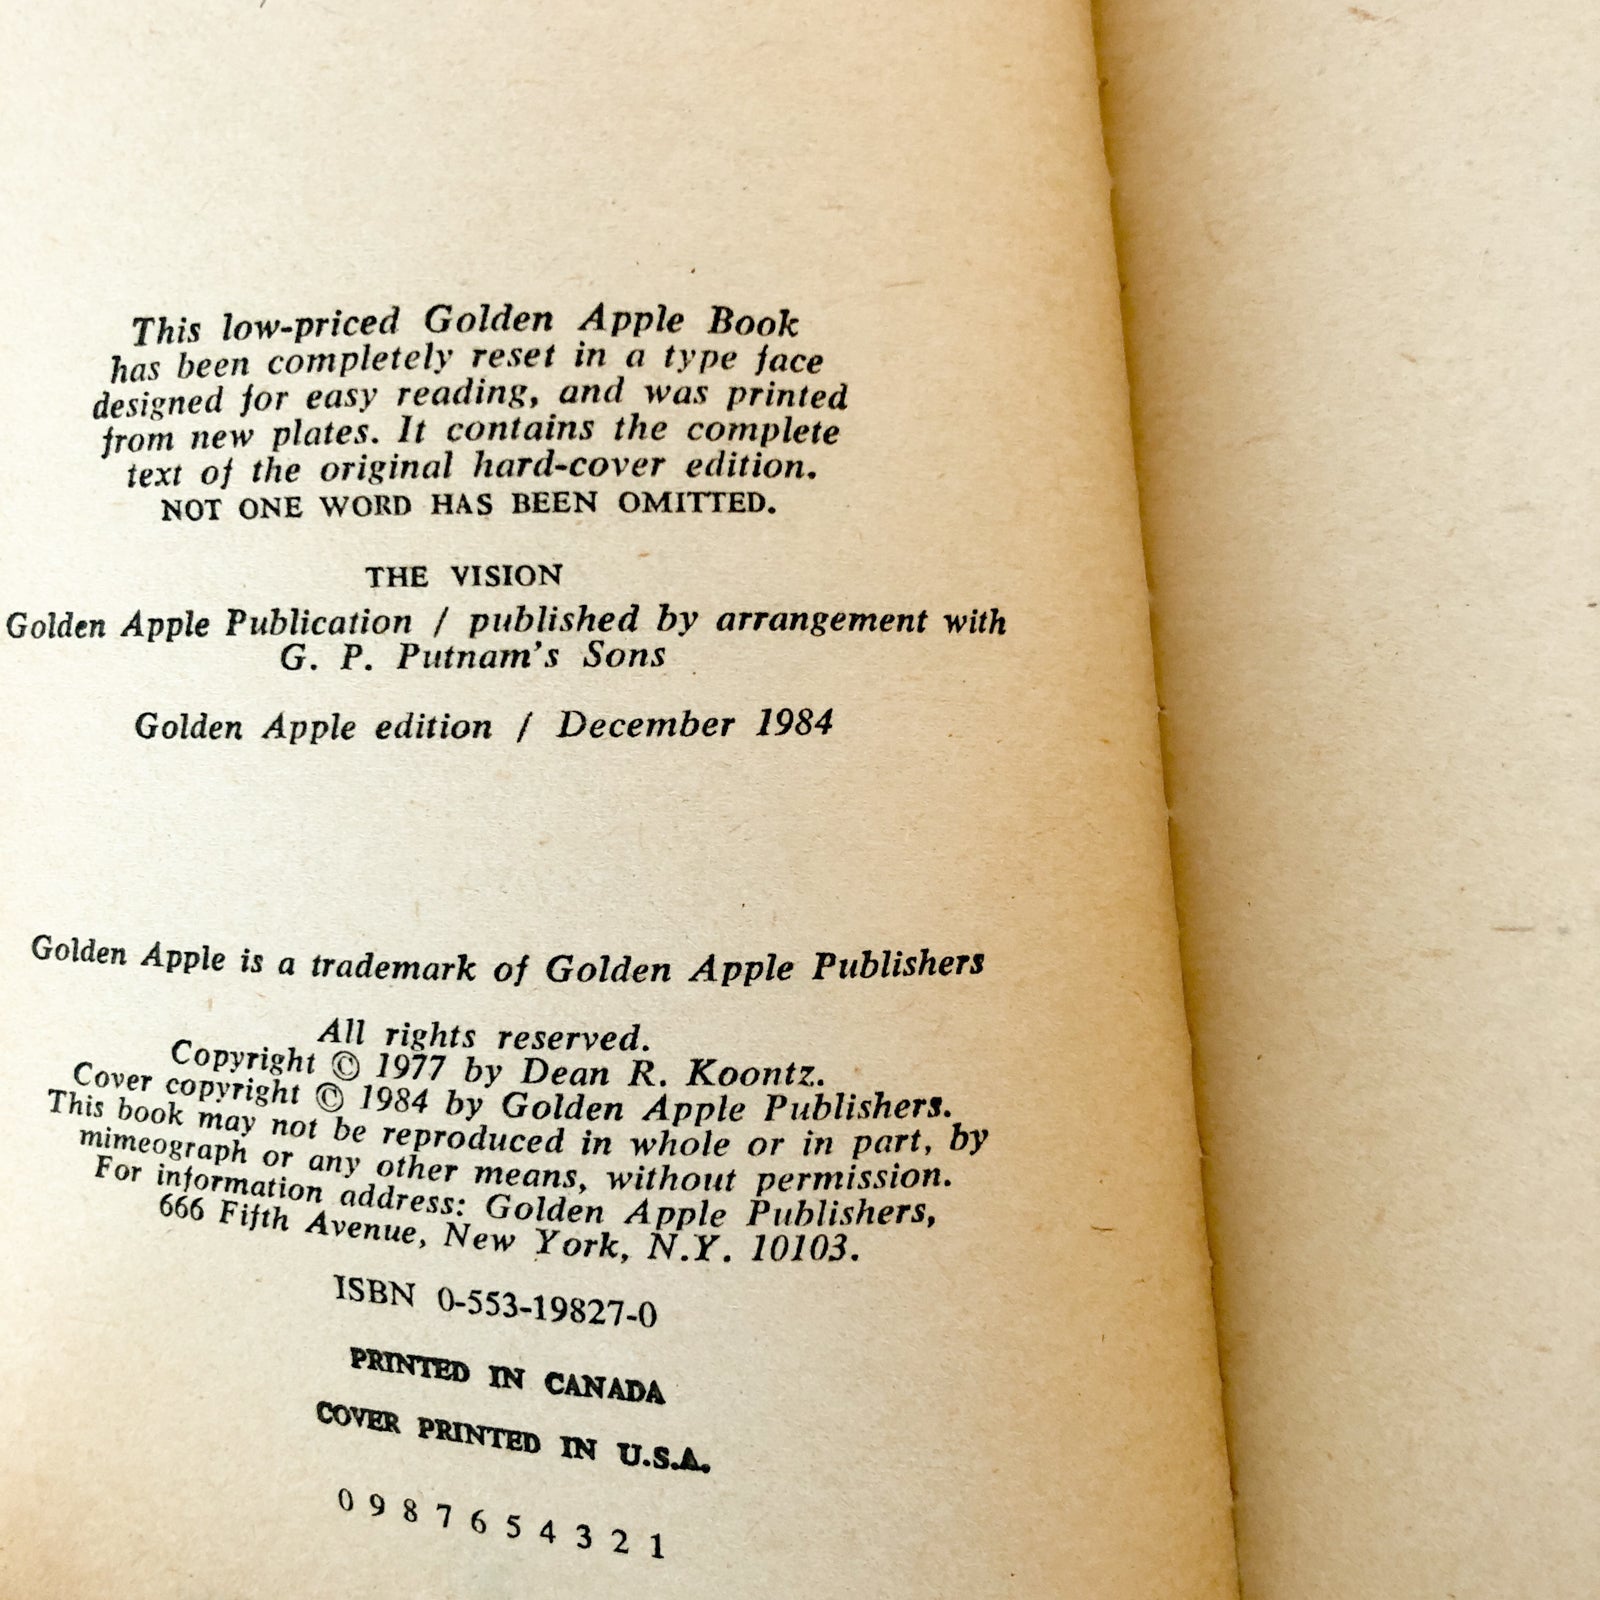 This low-priced Golden Apple Book
has been completely reset in a type face
designed for easy reading, and was printed
from new plates. It contains the complete
text of the original hard-cover edition.
NOT ONE WORD HAS BEEN OMITTED.
THE VISION
Golden Apple Publication / published by arrangement with
G. P. Putnam's Sons
Golden Apple edition / December 1984
Golden Apple is a trademark of Golden Apple Publishers
All rights reserved.
Copyright © 1977 by Dean R. Koontz.
Cover copyright © 1984 by Golden Apple Publishers.
This book may not be reproduced in whole or in part, by
mimeograph or any other means, without permission.
For information address: Golden Apple Publishers,
666 Fifth Avenue, New York, N.Y. 10103.
ISBN 0-553-19827-0
PRINTED IN CANADA
COVER PRINTED IN U.S.A.
0 9 8 7 6 5 4 3 2 1